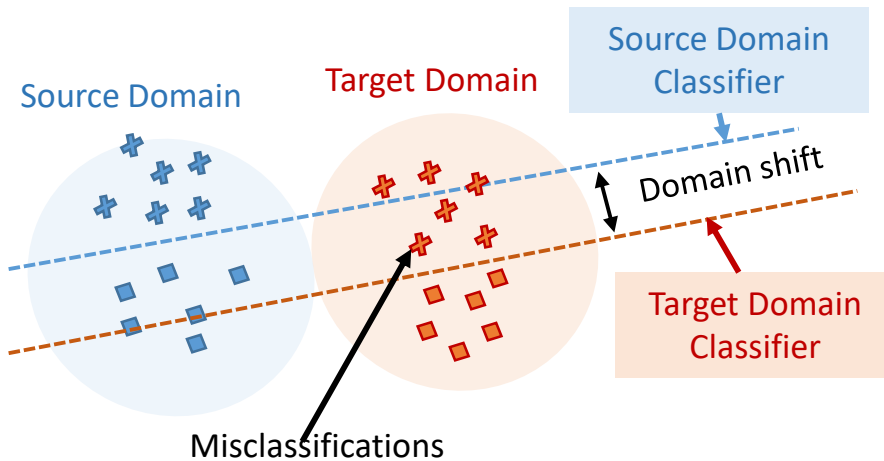 Source Domain
Classifier
Target Domain
Source Domain
Domain shift
Target Domain
Classifier
Misclassifications